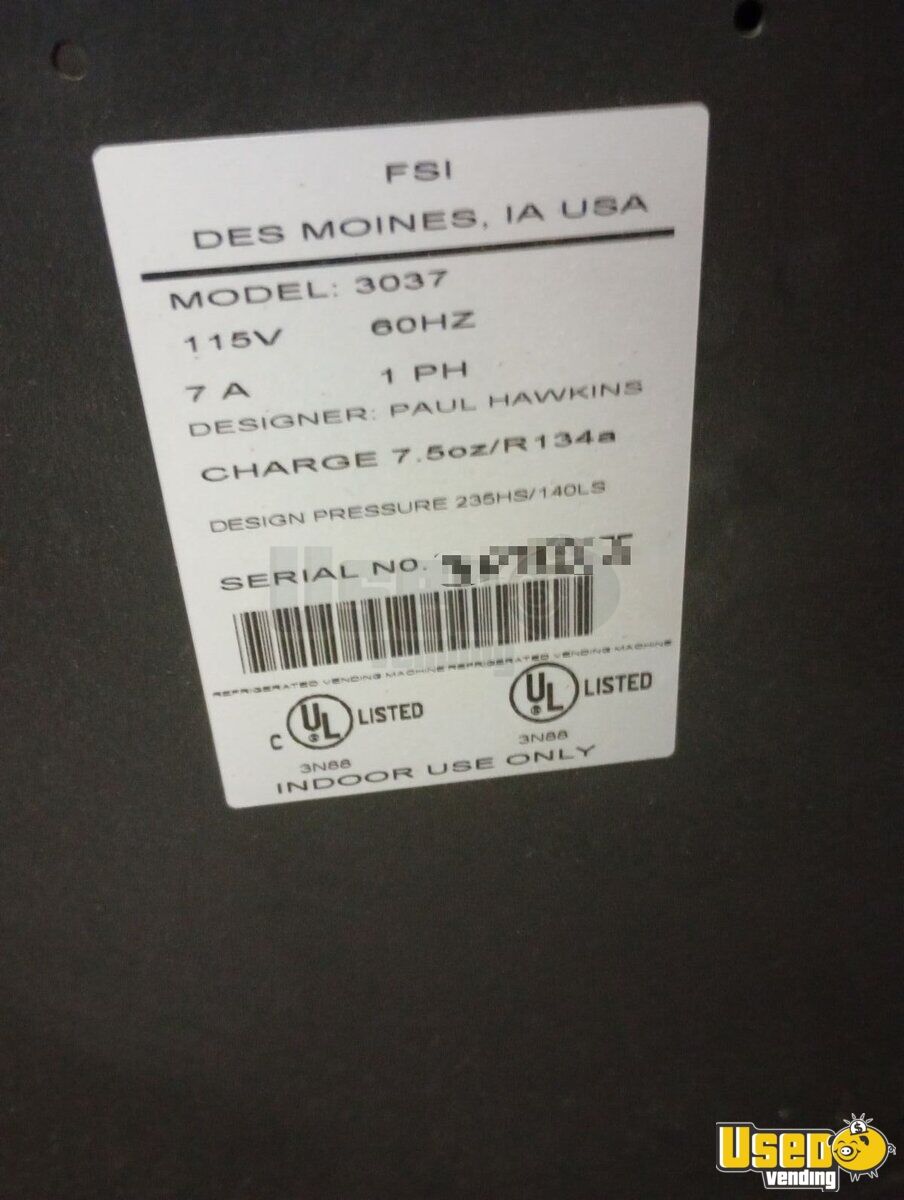 FSI
DES MOINES, IA USA
MODEL: 3037
115V 60HZ
7 A 1 PH
DESIGNER: PAUL HAWKINS
CHARGE 7.5oz/R134a
DESIGN PRESSURE 235HS/140LS
SERIAL NO.
REFRIGERATED VENDING MACHINE REFRIGERATED VENDING MACHINE
C UL LISTED UL LISTED
3N88 3N88
INDOOR USE ONLY
USED
vending